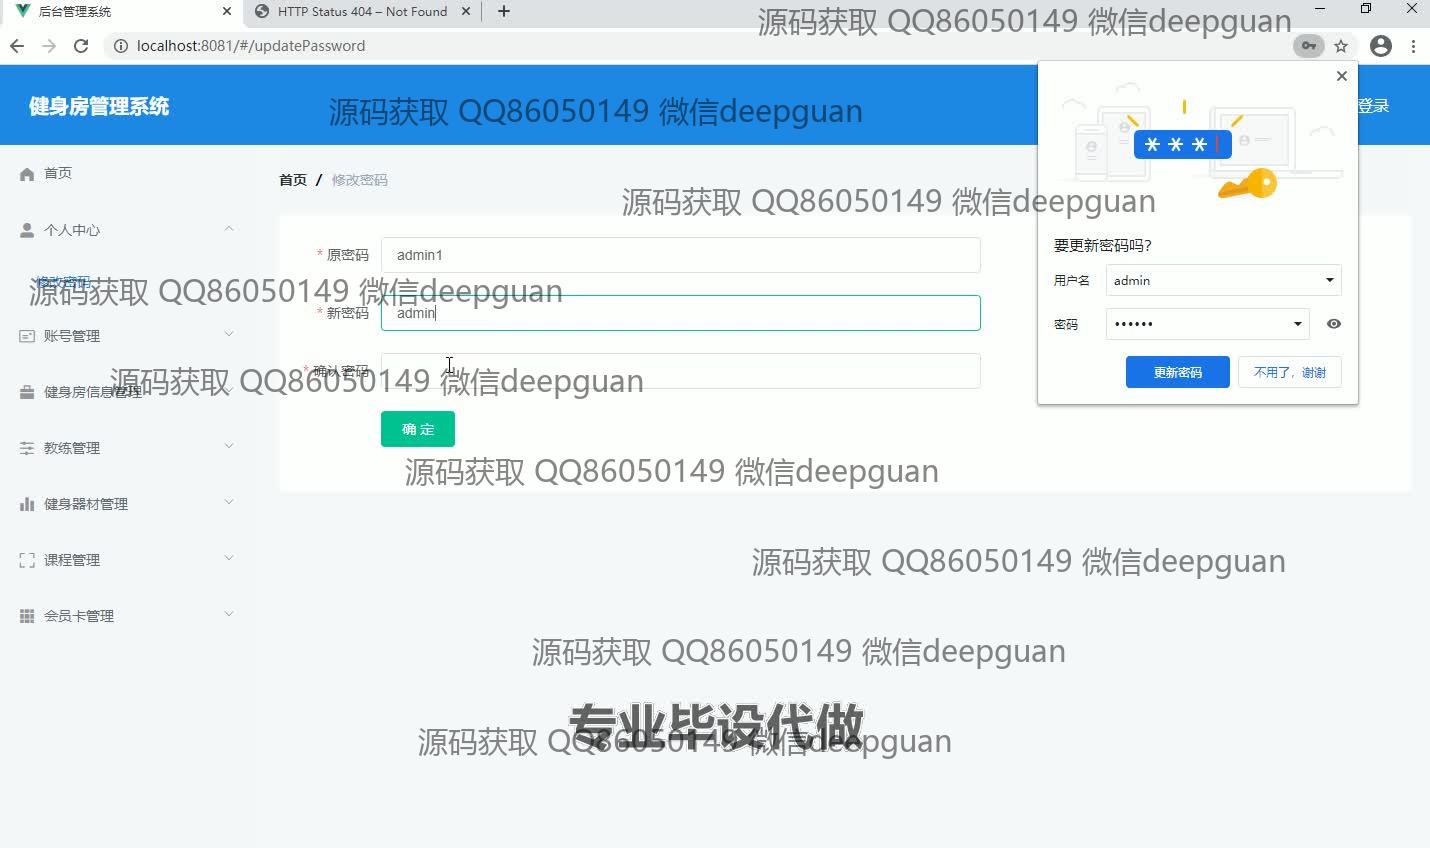 后台管理系统
HTTP Status 404 – Not Found
localhost:8081/#/updatePassword
源码获取 QQ86050149 微信deepguan
健身房管理系统
源码获取 QQ86050149 微信deepguan
登录
首页
首页 / 修改密码
源码获取 QQ86050149 微信deepguan
个人中心
要更新密码吗?
* 原密码 admin1
用户名 admin
修改密码
源码获取 QQ86050149 微信deepguan
* 新密码 admin
密码 ••••••
账号管理
* 确认密码
更新密码
不用了，谢谢
源码获取 QQ86050149 微信deepguan
健身房信息管理
确 定
教练管理
源码获取 QQ86050149 微信deepguan
健身器材管理
课程管理
源码获取 QQ86050149 微信deepguan
会员卡管理
源码获取 QQ86050149 微信deepguan
专业毕设代做
源码获取 QQ86050149 微信deepguan